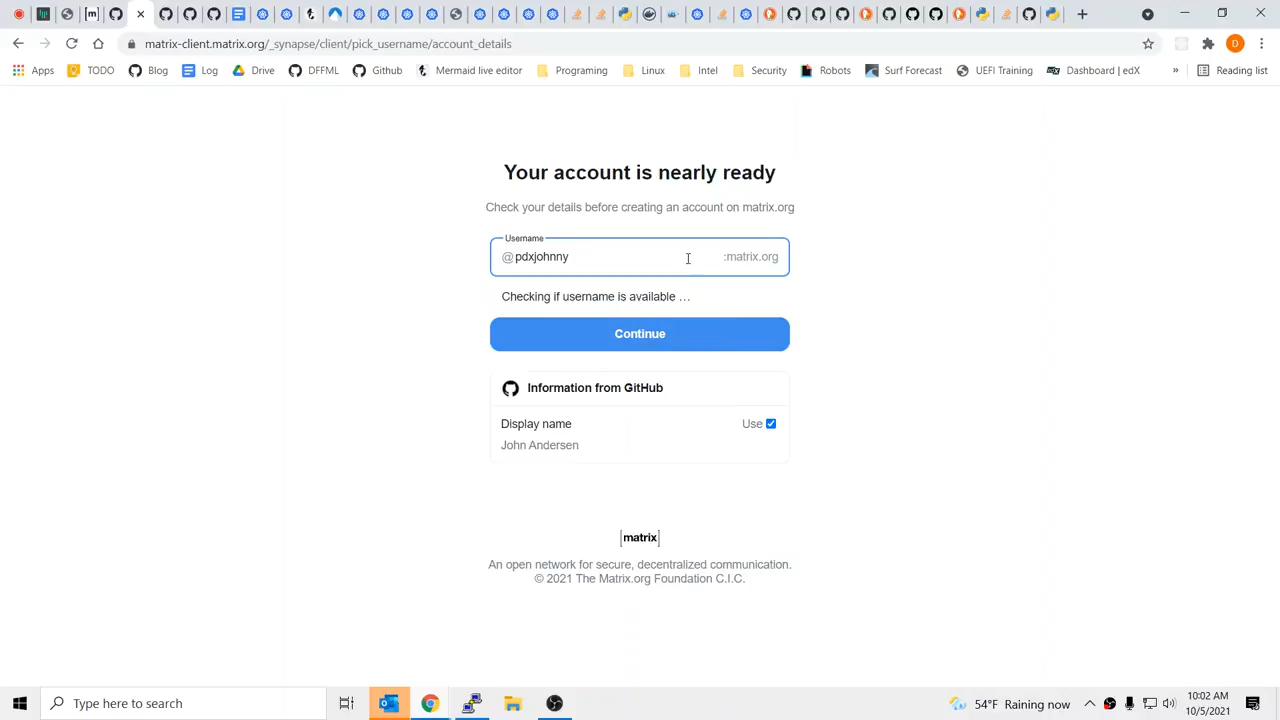 matrix-client.matrix.org/_synapse/client/pick_username/account_details
D
Apps TODO Blog Log Drive DFFML Github Mermaid live editor Programing Linux Intel Security Robots Surf Forecast UEFI Training Dashboard | edX » Reading list
Your account is nearly ready
Check your details before creating an account on matrix.org
Username
@pdxjohnny :matrix.org
Checking if username is available …
Continue
Information from GitHub
Display name Use
John Andersen
[matrix]
An open network for secure, decentralized communication.
© 2021 The Matrix.org Foundation C.I.C.
Type here to search
54°F Raining now
10:02 AM
10/5/2021